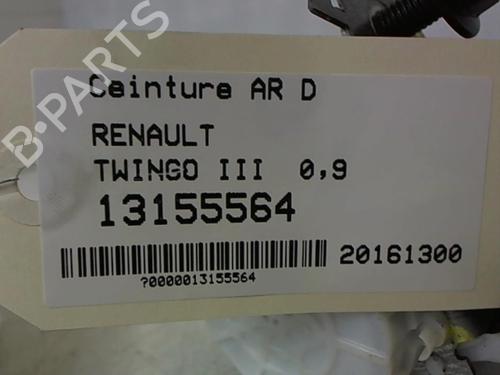 B-PARTS
Ceinture AR D
RENAULT
TWINGO III 0,9
13155564
20161300
?0000013155564